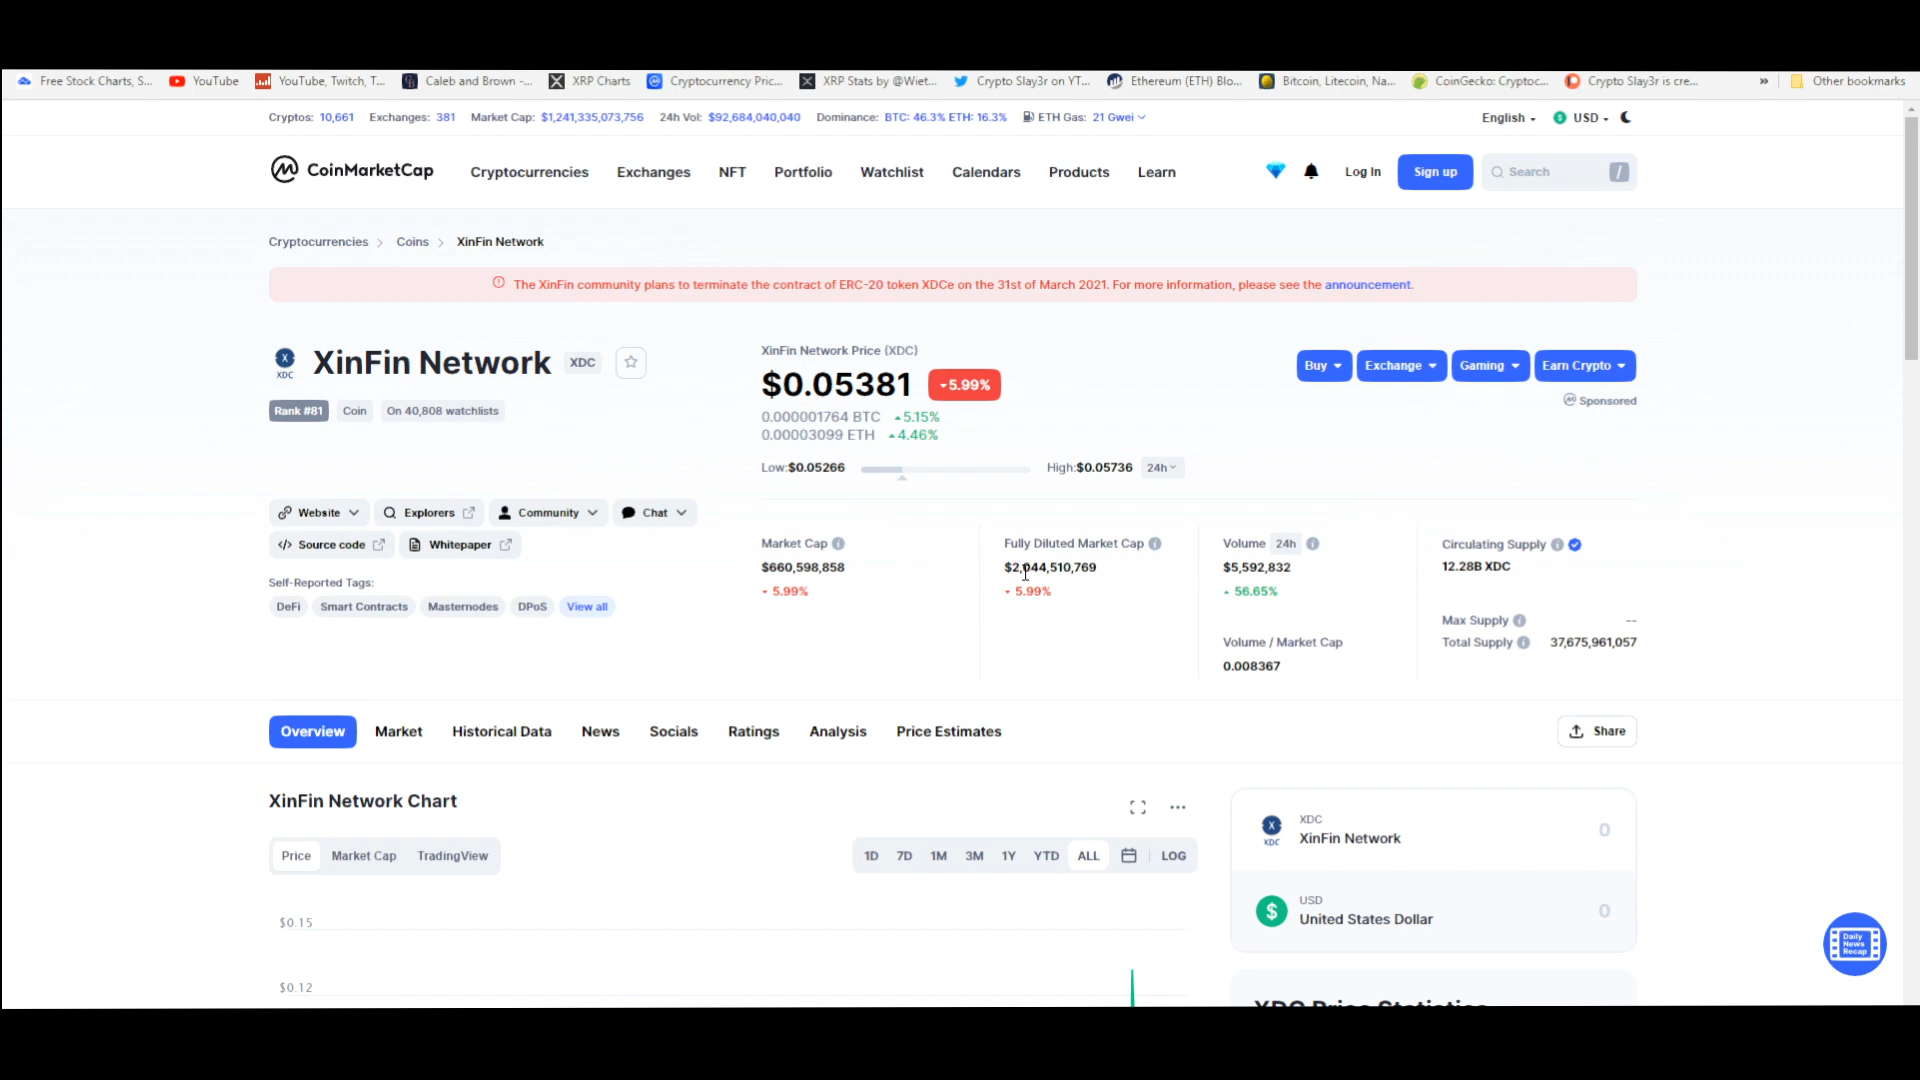 Free Stock Charts, S... YouTube YouTube, Twitch, T... Caleb and Brown -... XRP Charts Cryptocurrency Pric... XRP Stats by @Wiet... Crypto Slay3r on YT... Ethereum (ETH) Blo... Bitcoin, Litecoin, Na... CoinGecko: Cryptoc... Crypto Slay3r is cre... » Other bookmarks
Cryptos: 10,661 Exchanges: 381 Market Cap: $1,241,335,073,756 24h Vol: $92,684,040,040 Dominance: BTC: 46.3% ETH: 16.3% ETH Gas: 21 Gwei English USD
CoinMarketCap Cryptocurrencies Exchanges NFT Portfolio Watchlist Calendars Products Learn Log In Sign up Search /
Cryptocurrencies > Coins > XinFin Network
The XinFin community plans to terminate the contract of ERC-20 token XDCe on the 31st of March 2021. For more information, please see the announcement.
XinFin Network Price (XDC)
XDC XinFin Network XDC
$0.05381 5.99%
Buy Exchange Gaming Earn Crypto
Sponsored
Rank #81 Coin On 40,808 watchlists
0.000001764 BTC 5.15%
0.00003099 ETH 4.46%
Low:$0.05266 High:$0.05736 24h
Website Explorers Community Chat
Source code Whitepaper
Self-Reported Tags:
DeFi Smart Contracts Masternodes DPoS View all
Market Cap
$660,598,858
5.99%
Fully Diluted Market Cap
$2,044,510,769
5.99%
Volume 24h
$5,592,832
56.65%
Volume / Market Cap
0.008367
Circulating Supply
12.28B XDC
Max Supply --
Total Supply 37,675,961,057
Overview Market Historical Data News Socials Ratings Analysis Price Estimates Share
XinFin Network Chart
Price Market Cap TradingView 1D 7D 1M 3M 1Y YTD ALL LOG
$0.15
$0.12
XDC
XDC
XinFin Network 0
USD
$ United States Dollar 0
Daily
News
Recap
XDC Price Statistics